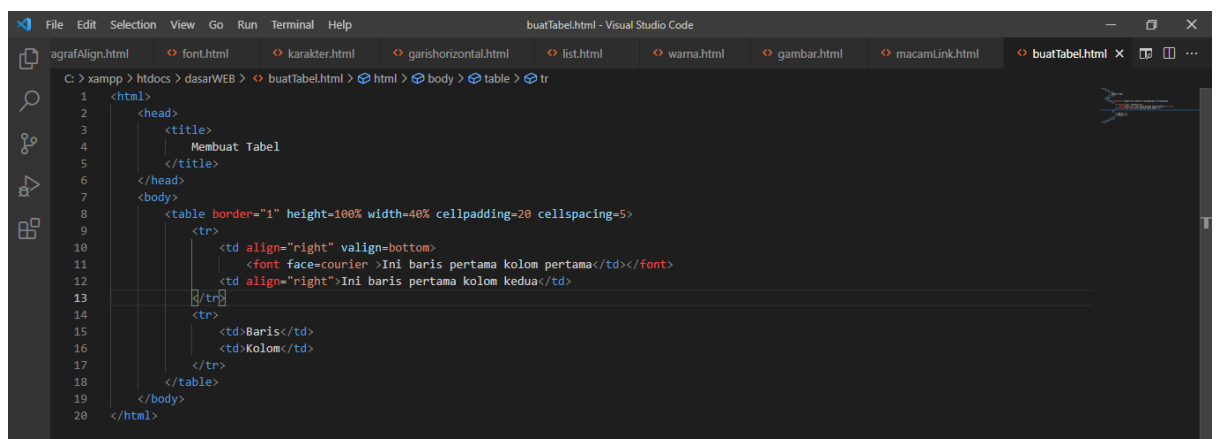 File Edit Selection View Go Run Terminal Help buatTabel.html - Visual Studio Code
agrafAlign.html font.html karakter.html garishorizontal.html list.html warna.html gambar.html macamLink.html buatTabel.html
C: > xampp > htdocs > dasarWEB > buatTabel.html > html > body > table > tr
1 <html>
2 <head>
3 <title>
4 Membuat Tabel
5 </title>
6 </head>
7 <body>
8 <table border="1" height=100% width=40% cellpadding=20 cellspacing=5>
9 <tr>
10 <td align="right" valign=bottom>
11 <font face=courier >Ini baris pertama kolom pertama</td></font>
12 <td align="right">Ini baris pertama kolom kedua</td>
13 </tr>
14 <tr>
15 <td>Baris</td>
16 <td>Kolom</td>
17 </tr>
18 </table>
19 </body>
20 </html>